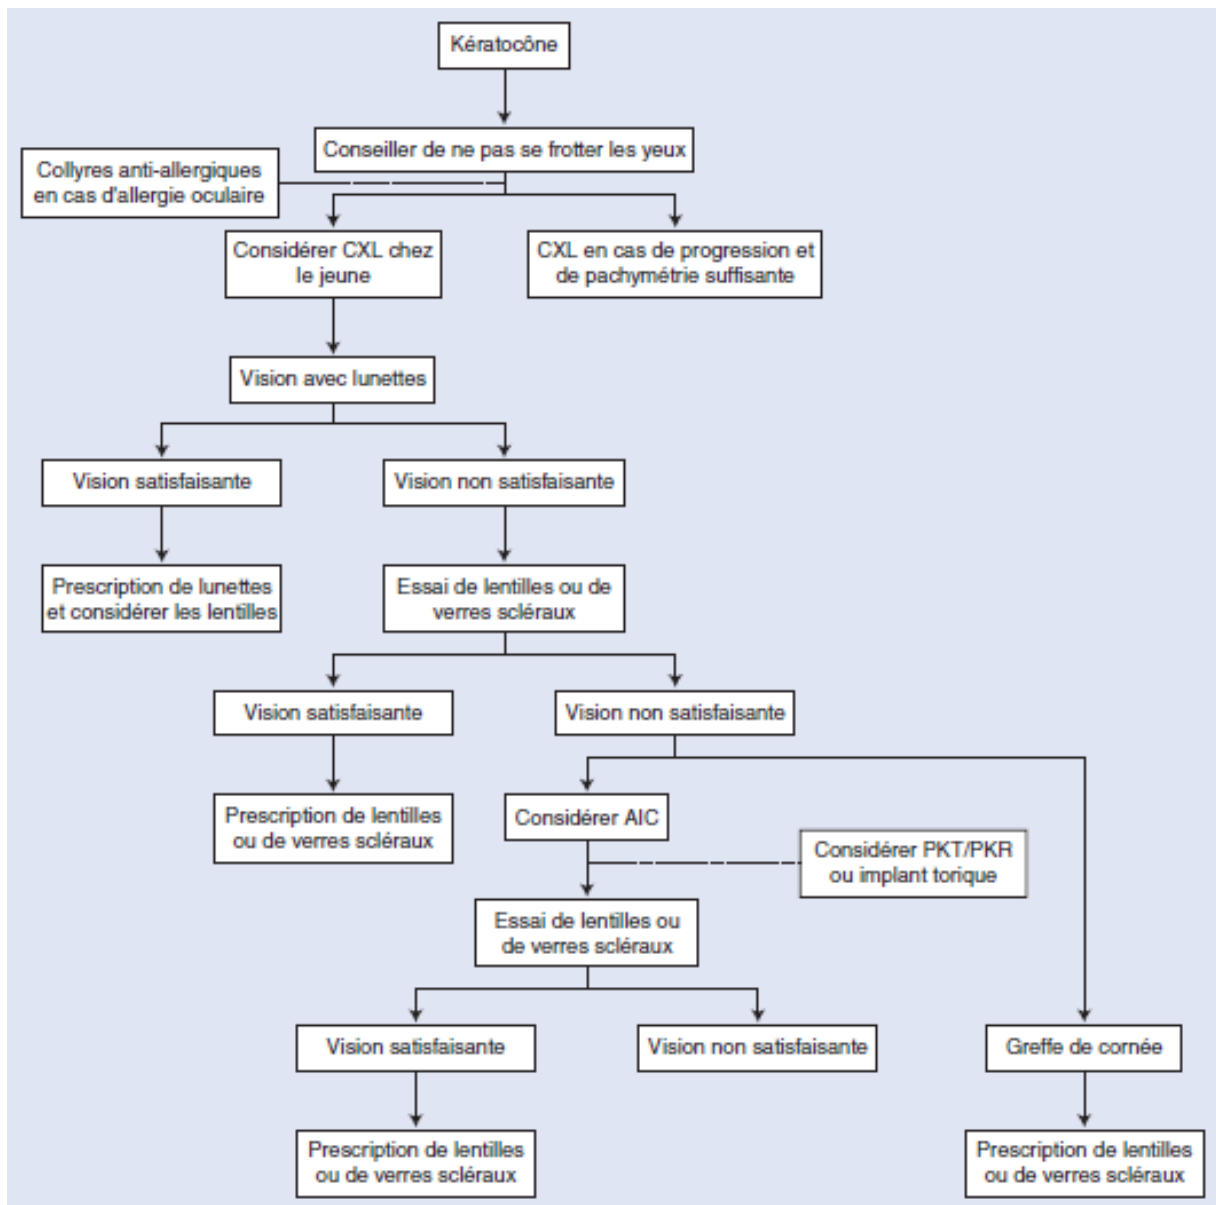 Kératocône
Conseiller de ne pas se frotter les yeux
Collyres anti-allergiques
en cas d'allergie oculaire
Considérer CXL chez
le jeune
CXL en cas de progression et
de pachymétrie suffisante
Vision avec lunettes
Vision satisfaisante
Vision non satisfaisante
Prescription de lunettes
et considérer les lentilles
Essai de lentilles ou de
verres scléraux
Vision satisfaisante
Vision non satisfaisante
Prescription de lentilles
ou de verres scléraux
Considérer AIC
Considérer PKT/PKR
ou implant torique
Essai de lentilles ou
de verres scléraux
Vision satisfaisante
Vision non satisfaisante
Greffe de cornée
Prescription de lentilles
ou de verres scléraux
Prescription de lentilles
ou de verres scléraux